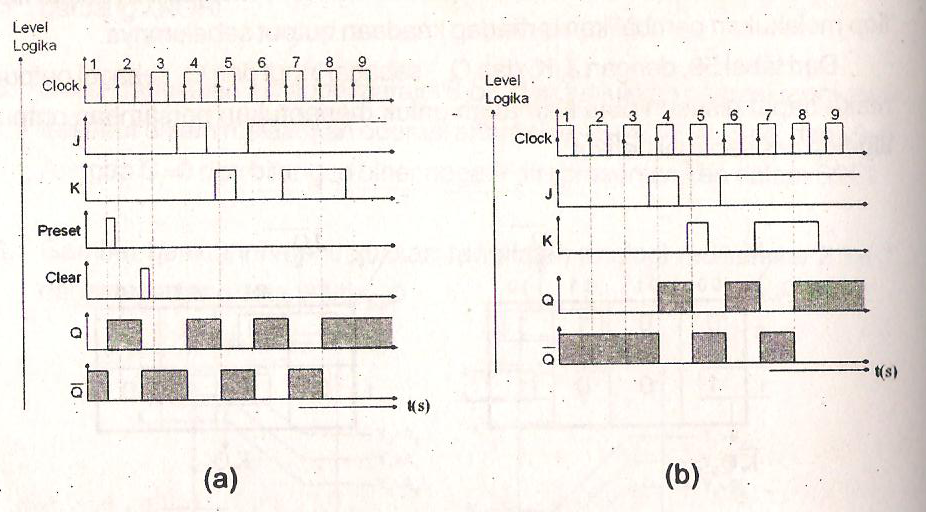 Level
Logika
Clock
1 2 3 4 5 6 7 8 9
J
K
Preset
Clear
Q
Q̅
t(s)
(a)
Level
Logika
Clock
1 2 3 4 5 6 7 8 9
J
K
Q
Q̅
t(s)
(b)